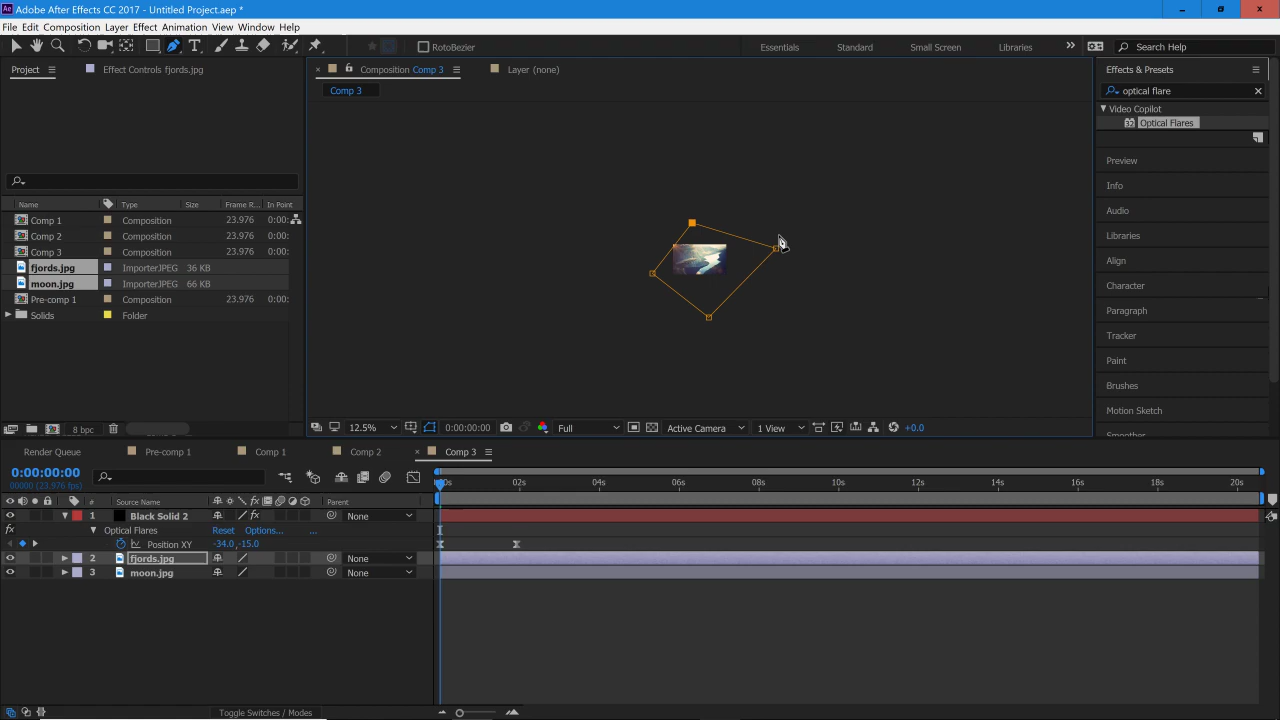 Adobe After Effects CC 2017 - Untitled Project.aep *
File Edit Composition Layer Effect Animation View Window Help
RotoBezier
Essentials Standard Small Screen Libraries
Search Help
Project
Effect Controls fjords.jpg
Composition Comp 3
Layer (none)
Comp 3
Effects & Presets
optical flare
Video Copilot
32 Optical Flares
Preview
Info
Audio
Libraries
Align
Character
Paragraph
Tracker
Paint
Brushes
Motion Sketch
Smoother
Name Type Size Frame R... In Point
Comp 1 Composition 23.976 0:00:
Comp 2 Composition 23.976 0:00:
Comp 3 Composition 23.976 0:00:
fjords.jpg ImporterJPEG 36 KB
moon.jpg ImporterJPEG 66 KB
Pre-comp 1 Composition 23.976 0:00:
Solids Folder
8 bpc
12.5% 0:00:00:00 Full Active Camera 1 View +0.0
Render Queue Pre-comp 1 Comp 1 Comp 2 Comp 3
0:00:00:00
00000 (23.976 fps)
02s 04s 06s 08s 10s 12s 14s 16s 18s 20s
# Source Name fx Parent
1 Black Solid 2 fx None
fx Optical Flares Reset Options... ...
Position XY -34.0,-15.0
2 fjords.jpg None
3 moon.jpg None
Toggle Switches / Modes